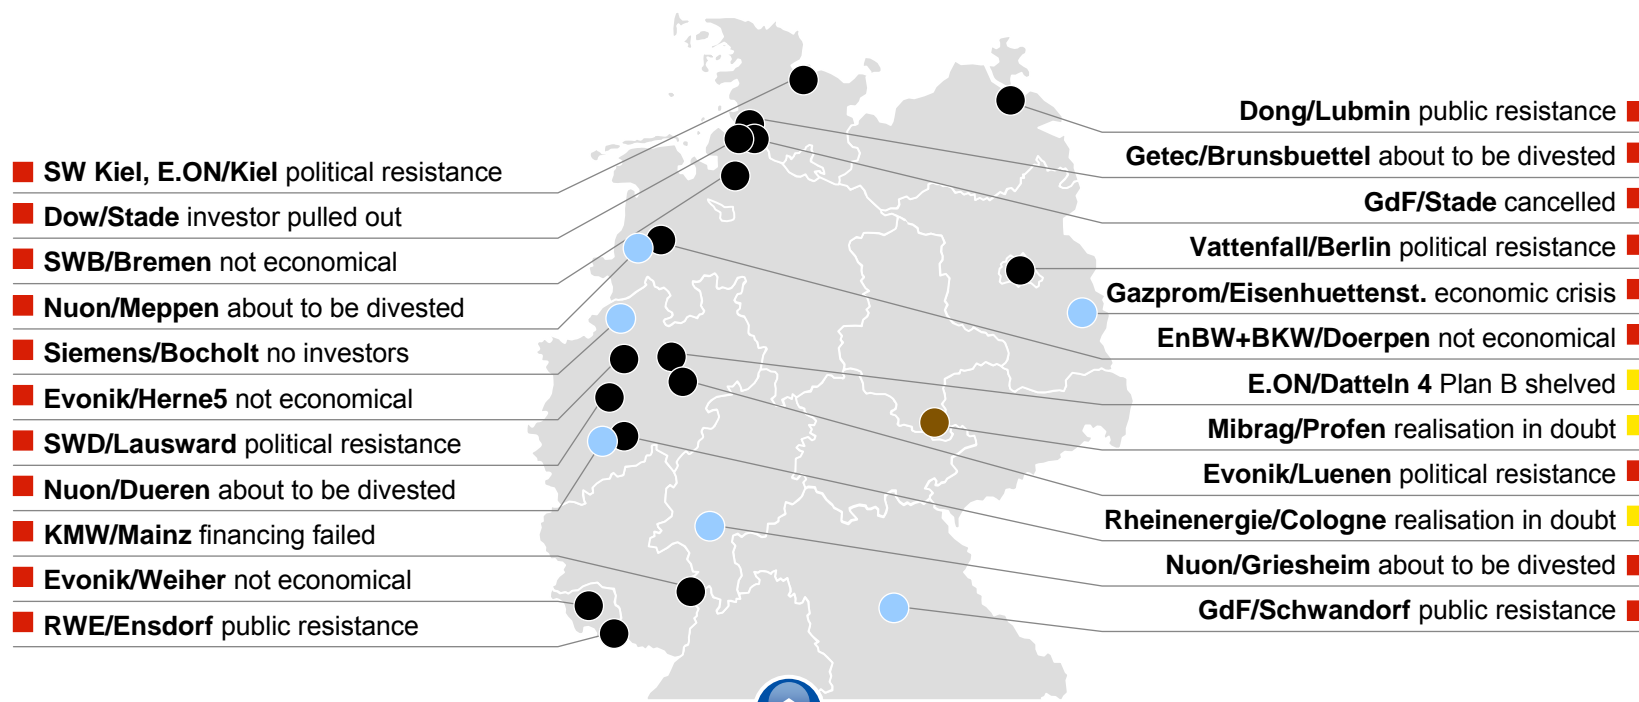 SW Kiel, E.ON/Kiel political resistance
Dow/Stade investor pulled out
SWB/Bremen not economical
Nuon/Meppen about to be divested
Siemens/Bocholt no investors
Evonik/Herne5 not economical
SWD/Lausward political resistance
Nuon/Dueren about to be divested
KMW/Mainz financing failed
Evonik/Weiher not economical
RWE/Ensdorf public resistance
Dong/Lubmin public resistance
Getec/Brunsbuettel about to be divested
GdF/Stade cancelled
Vattenfall/Berlin political resistance
Gazprom/Eisenhuettenst. economic crisis
EnBW+BKW/Doerpen not economical
E.ON/Datteln 4 Plan B shelved
Mibrag/Profen realisation in doubt
Evonik/Luenen political resistance
Rheinenergie/Cologne realisation in doubt
Nuon/Griesheim about to be divested
GdF/Schwandorf public resistance